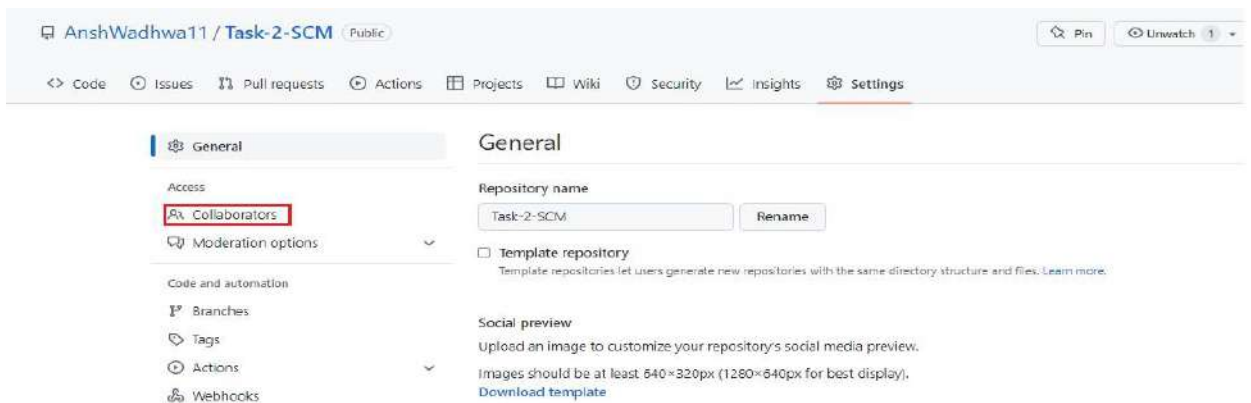 AnshWadhwa11 / Task-2-SCM Public
Pin
Unwatch 1
<> Code Issues Pull requests Actions Projects Wiki Security Insights Settings
General
Access
Collaborators
Moderation options
Code and automation
Branches
Tags
Actions
Webhooks
General
Repository name
Task-2-SCM Rename
Template repository
Template repositories let users generate new repositories with the same directory structure and files. Learn more.
Social preview
Upload an image to customize your repository's social media preview.
Images should be at least 640×320px (1280×640px for best display).
Download template